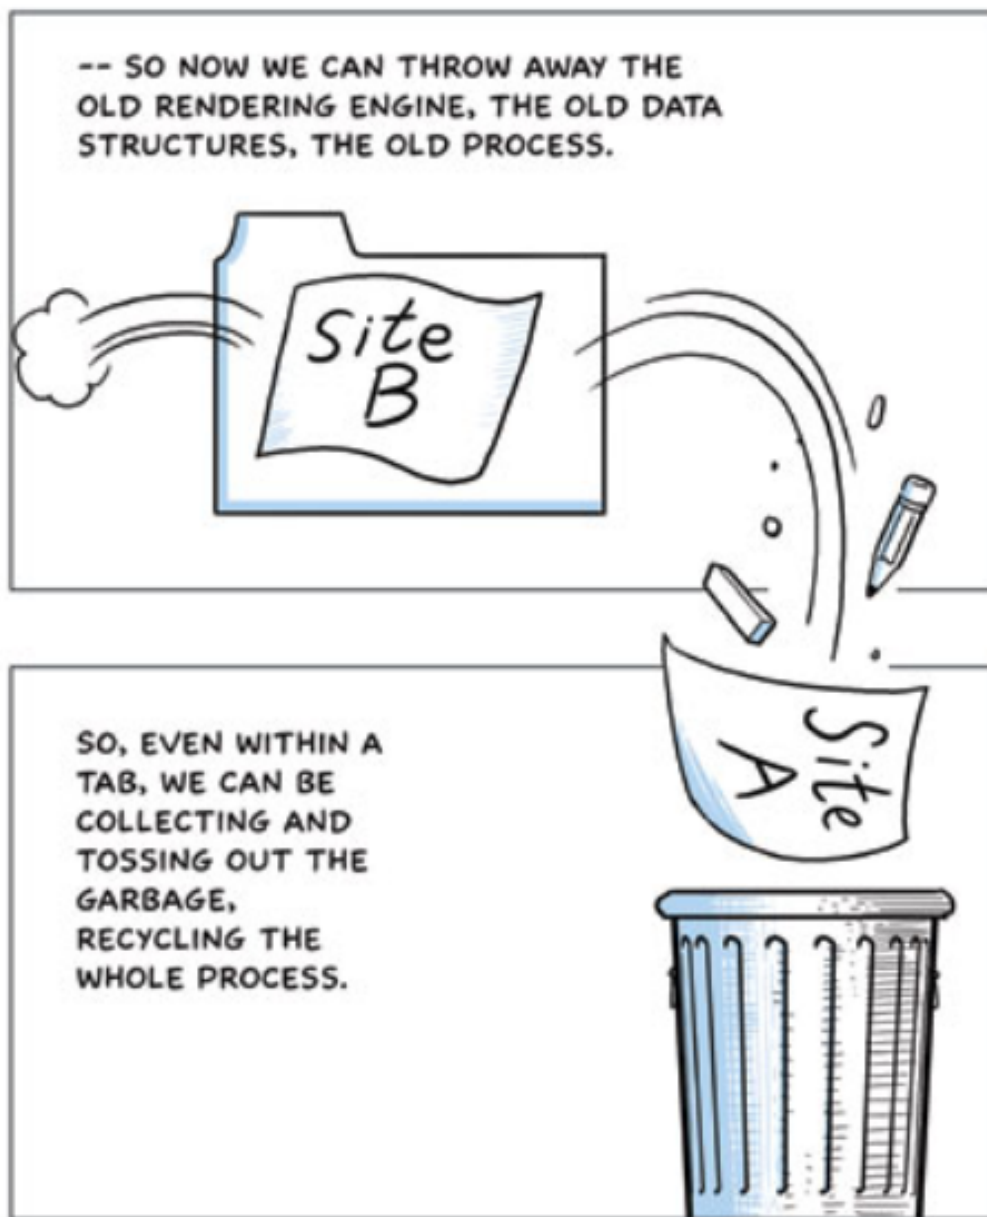 -- SO NOW WE CAN THROW AWAY THE
OLD RENDERING ENGINE, THE OLD DATA
STRUCTURES, THE OLD PROCESS.
Site
B
Site
A
SO, EVEN WITHIN A
TAB, WE CAN BE
COLLECTING AND
TOSSING OUT THE
GARBAGE,
RECYCLING THE
WHOLE PROCESS.